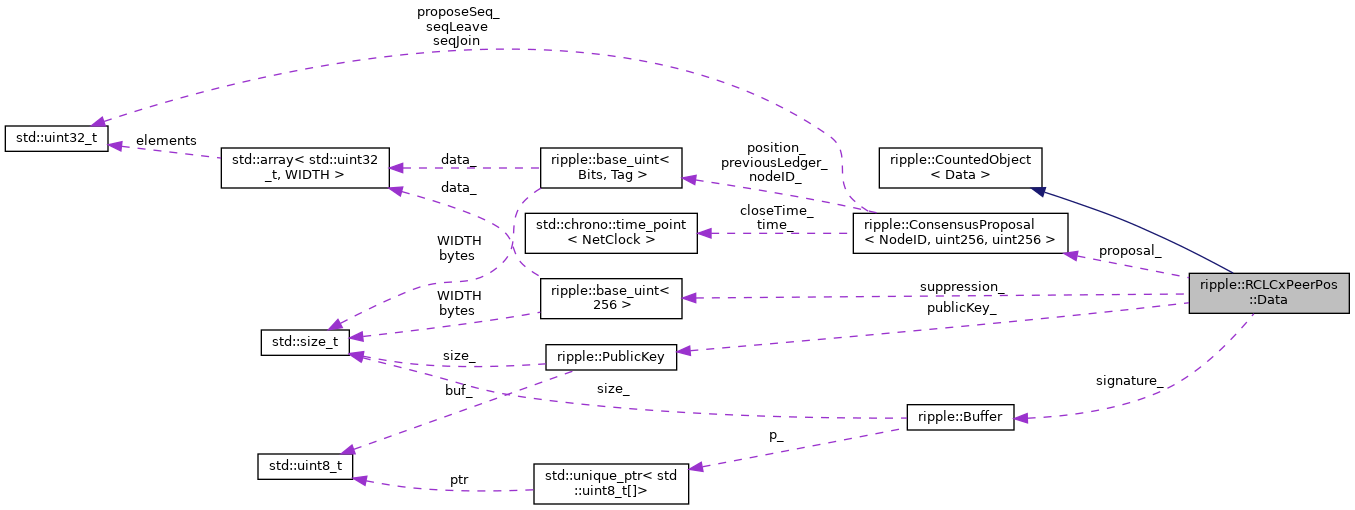 proposeSeq_
seqLeave
seqJoin
std::uint32_t
elements
std::array< std::uint32
_t, WIDTH >
data_
data_
ripple::base_uint<
Bits, Tag >
position_
previousLedger_
nodeID_
ripple::CountedObject
< Data >
std::chrono::time_point
< NetClock >
closeTime_
time_
ripple::ConsensusProposal
< NodeID, uint256, uint256 >
proposal_
WIDTH
bytes
ripple::base_uint<
256 >
suppression_
publicKey_
ripple::RCLCxPeerPos
::Data
WIDTH
bytes
std::size_t
size_
ripple::PublicKey
buf_
size_
signature_
ripple::Buffer
p_
std::uint8_t
ptr
std::unique_ptr< std
::uint8_t[]>